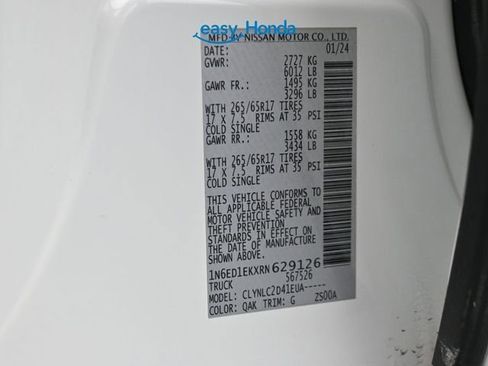 easy Honda
MFD. BY NISSAN MOTOR CO., LTD.
DATE: 01/24
GVWR: 2727 KG
6012 LB
GAWR FR.: 1495 KG
3296 LB
WITH 265/65R17 TIRES
17 X 7.5 RIMS AT 35 PSI
COLD SINGLE
GAWR RR.: 1558 KG
3434 LB
WITH 265/65R17 TIRES
17 X 7.5 RIMS AT 35 PSI
COLD SINGLE
THIS VEHICLE CONFORMS TO
ALL APPLICABLE FEDERAL
MOTOR VEHICLE SAFETY AND
THEFT PREVENTION
STANDARDS IN EFFECT ON
THE DATE OF MANUFACTURE
1N6ED1EKXRN629126
TRUCK 567526
MODEL: CLYNLC2D41EUA-----
COLOR: QAK TRIM: G ZS00A